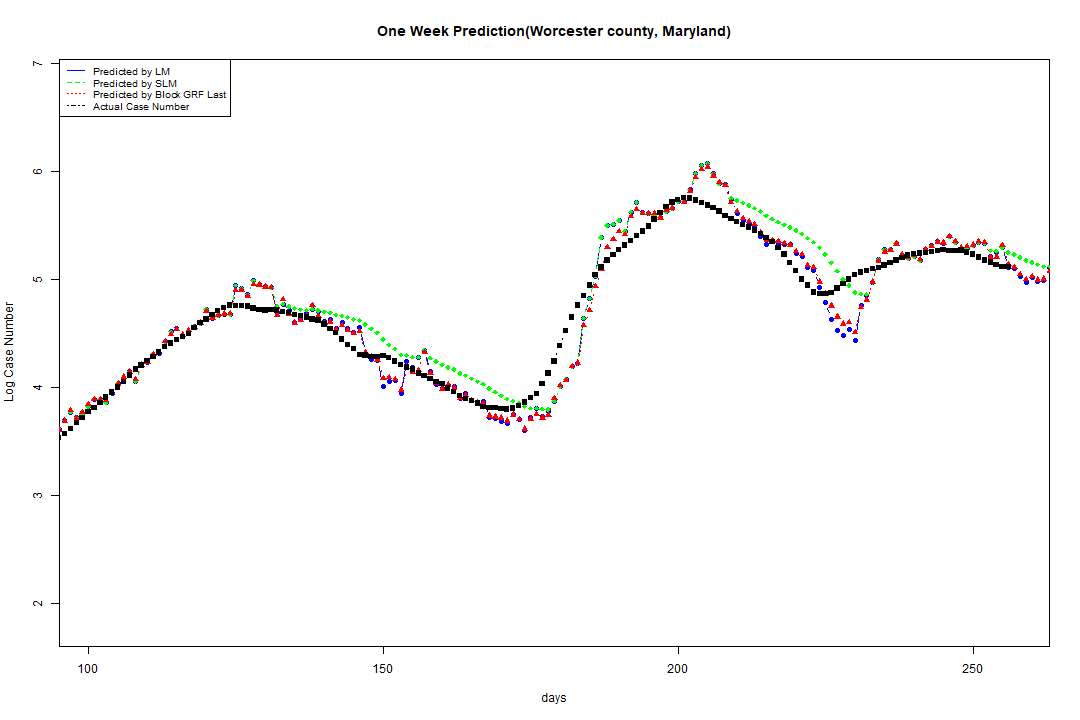 One Week Prediction(Worcester county, Maryland)
Predicted by LM
Predicted by SLM
Predicted by Block GRF Last
Actual Case Number
7
6
5
4
3
2
Log Case Number
100 150 200 250
days